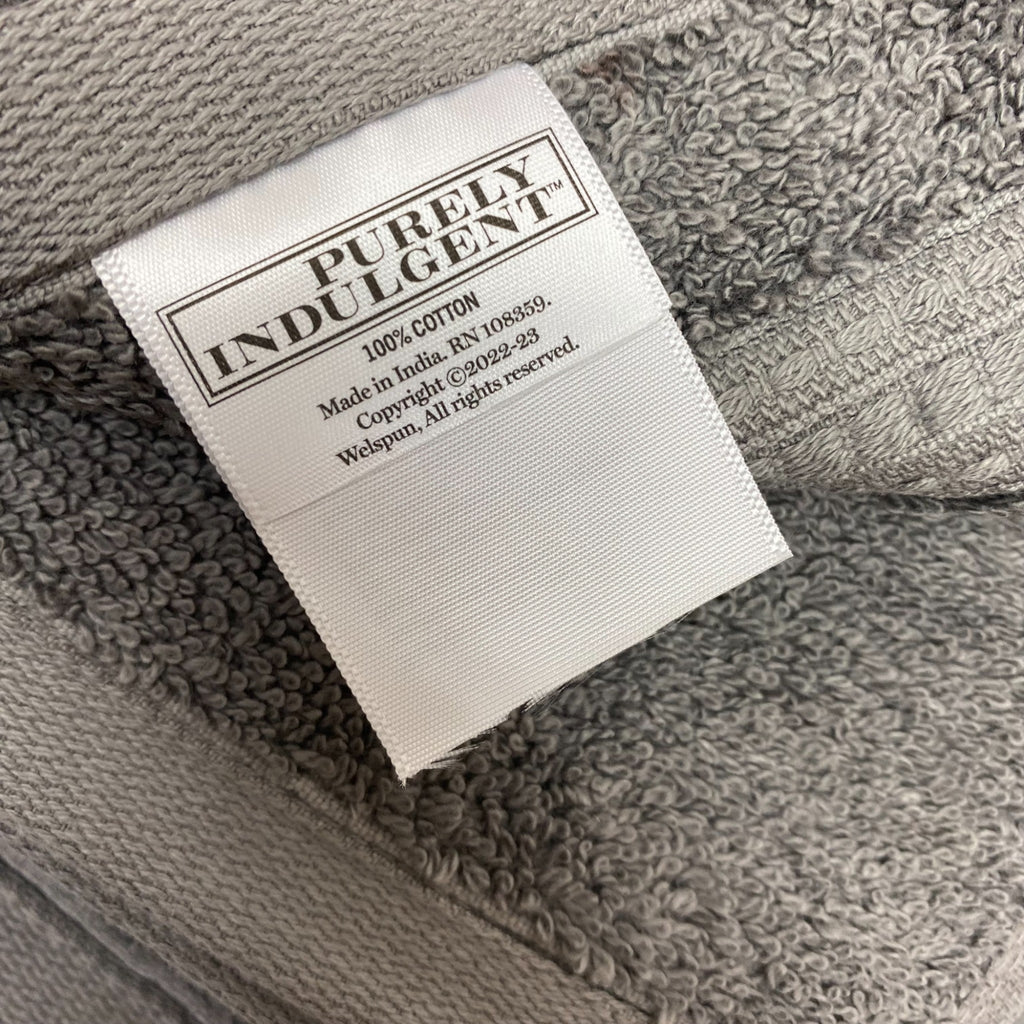 PURELY
INDULGENT™
100% COTTON
Made in India. RN 108359.
Copyright ©2022-23
Welspun, All rights reserved.